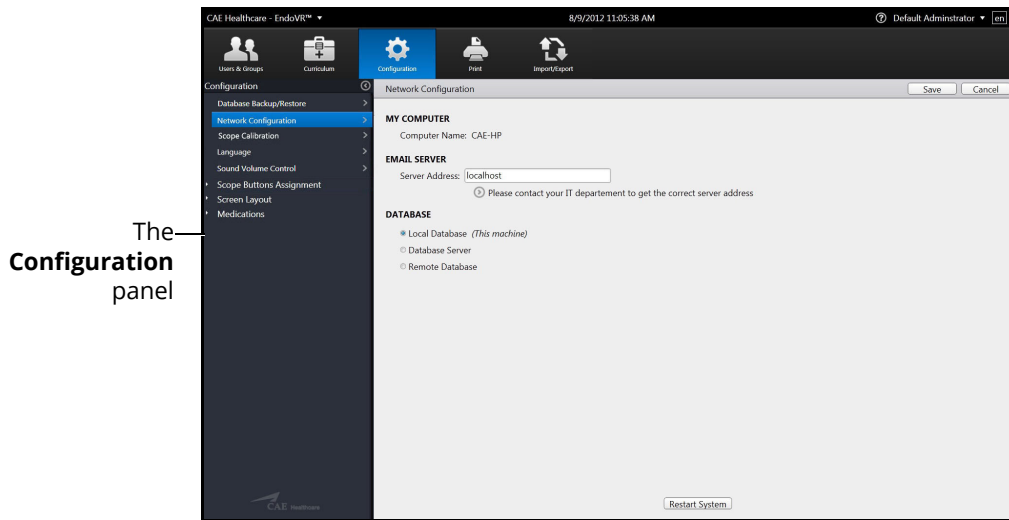 CAE Healthcare - EndoVR™
8/9/2012 11:05:38 AM
Default Adminstrator
en
Users & Groups
Curriculum
Configuration
Print
Import/Export
Configuration
Database Backup/Restore
Network Configuration
Scope Calibration
Language
Sound Volume Control
Scope Buttons Assignment
Screen Layout
Medications
The
Configuration
panel
Network Configuration
Save
Cancel
MY COMPUTER
Computer Name: CAE-HP
EMAIL SERVER
Server Address: localhost
Please contact your IT departement to get the correct server address
DATABASE
Local Database (This machine)
Database Server
Remote Database
Restart System
CAE Healthcare